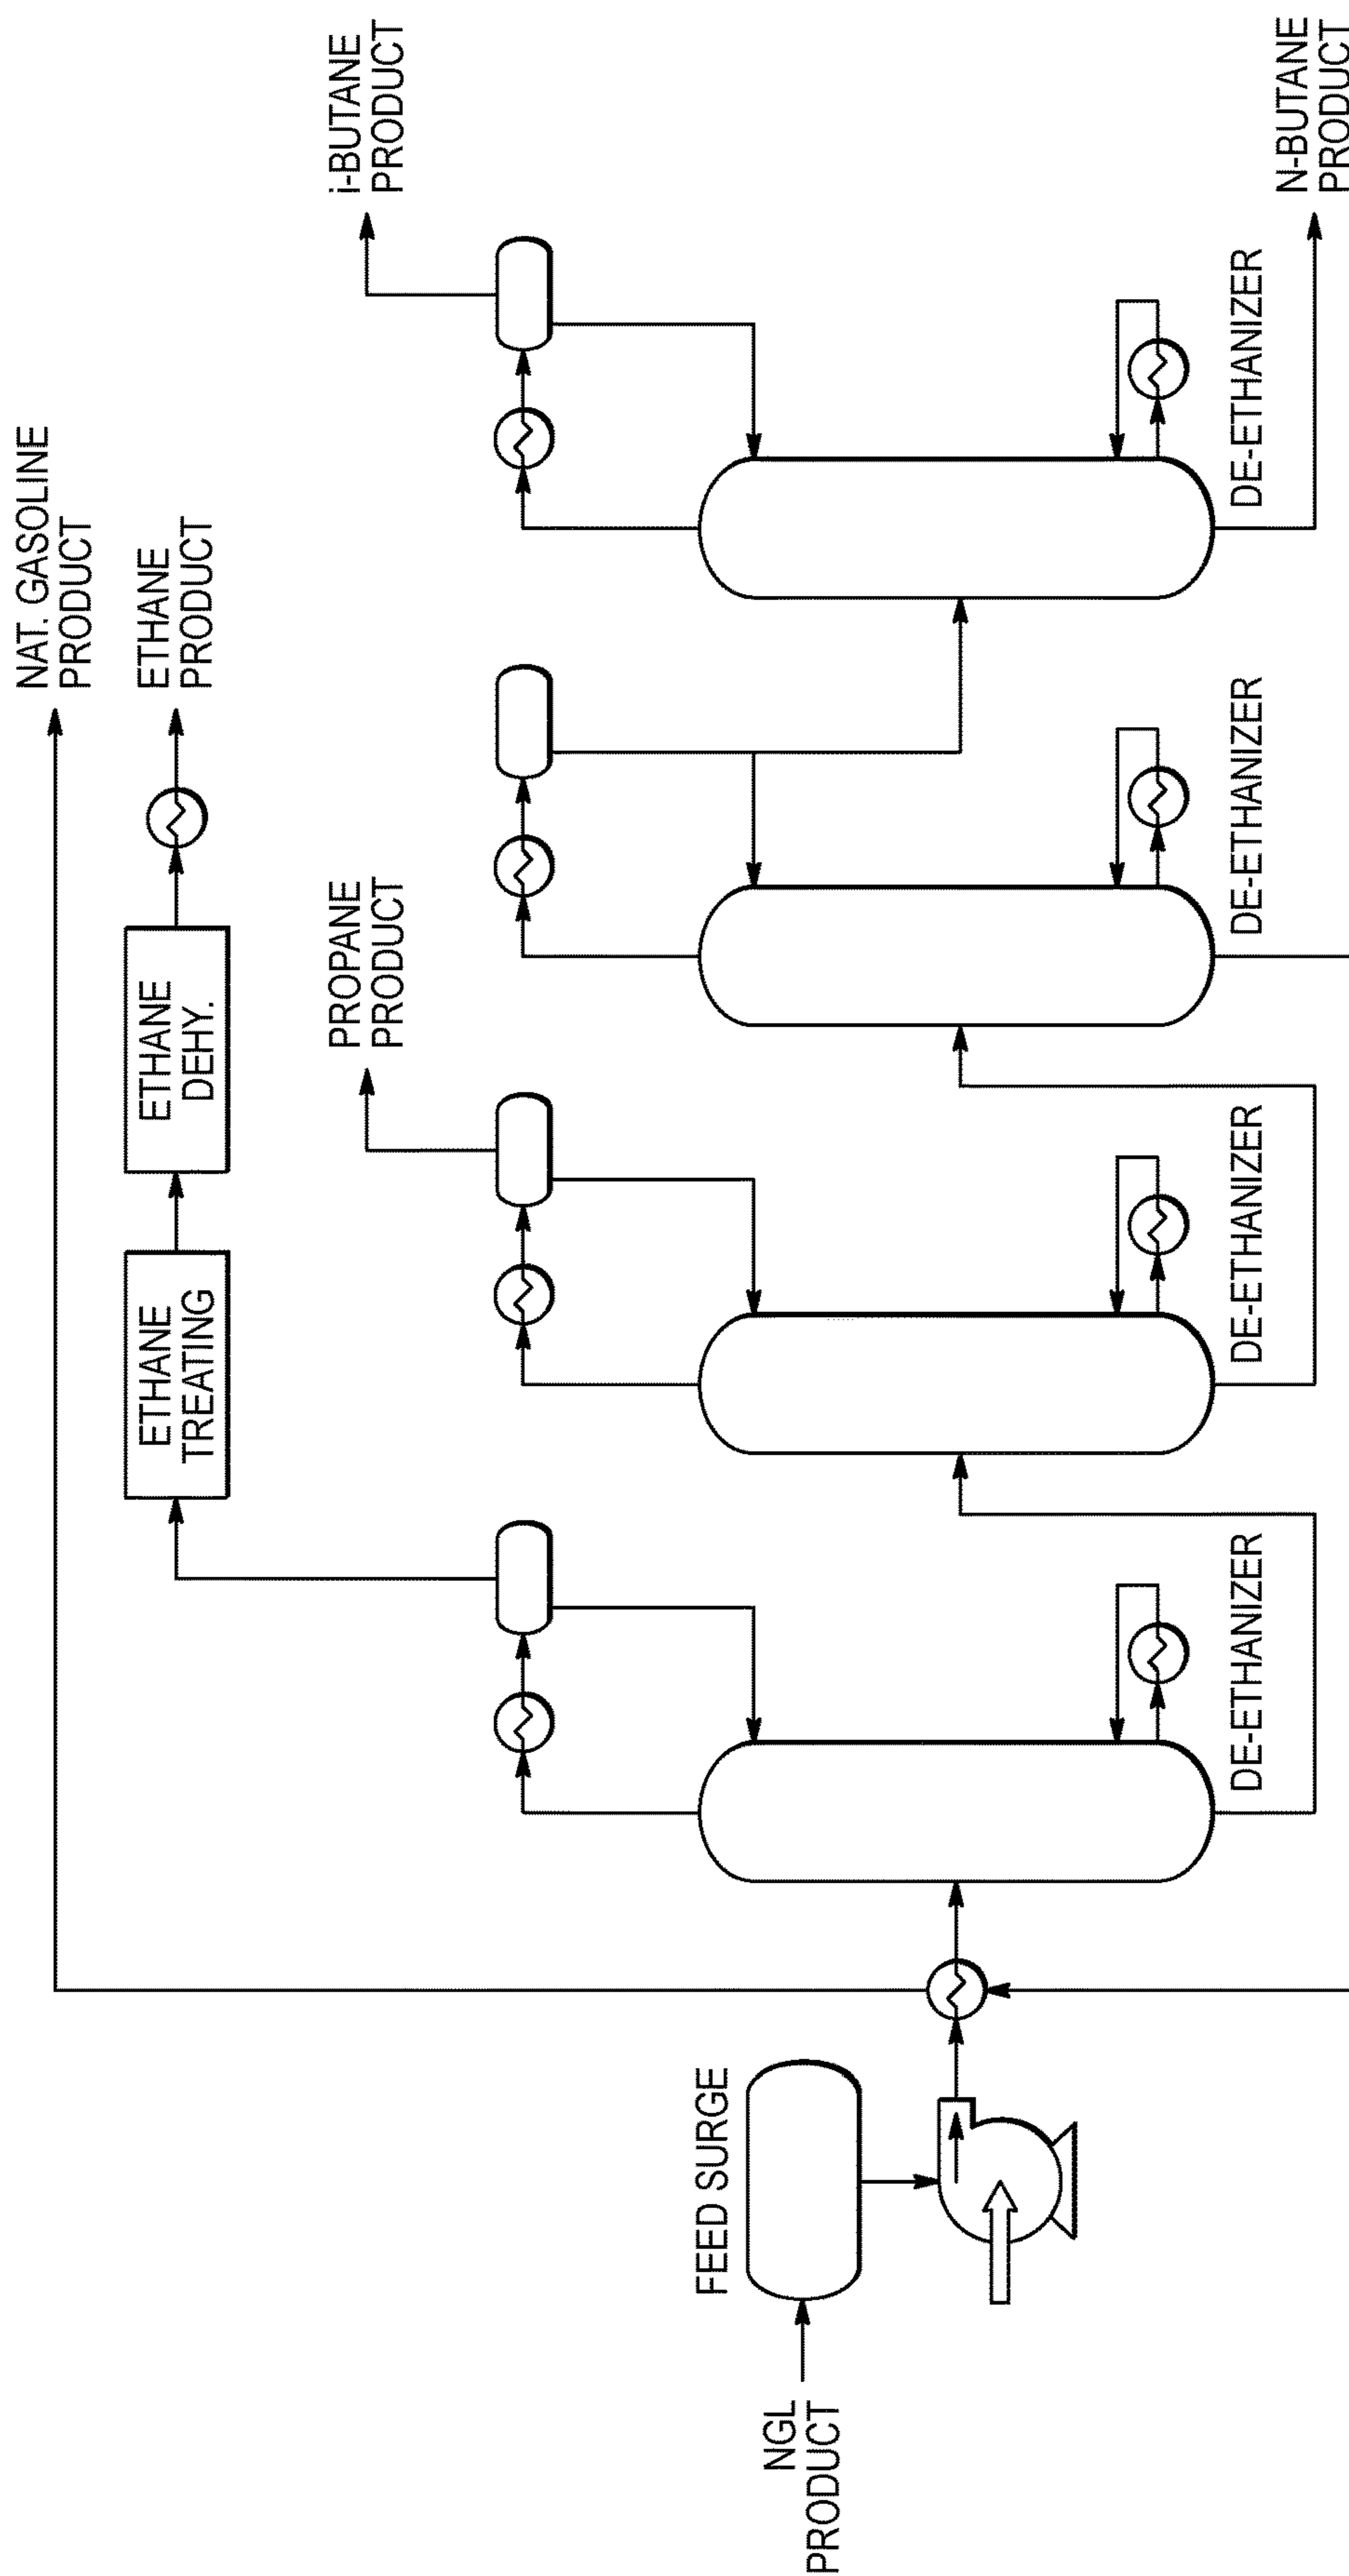 NAT. GASOLINE
PRODUCT
ETHANE
PRODUCT
ETHANE
TREATING
ETHANE
DEHY.
PROPANE
PRODUCT
i-BUTANE
PRODUCT
FEED SURGE
NGL
PRODUCT
DE-ETHANIZER
DE-ETHANIZER
DE-ETHANIZER
DE-ETHANIZER
N-BUTANE
PRODUCT